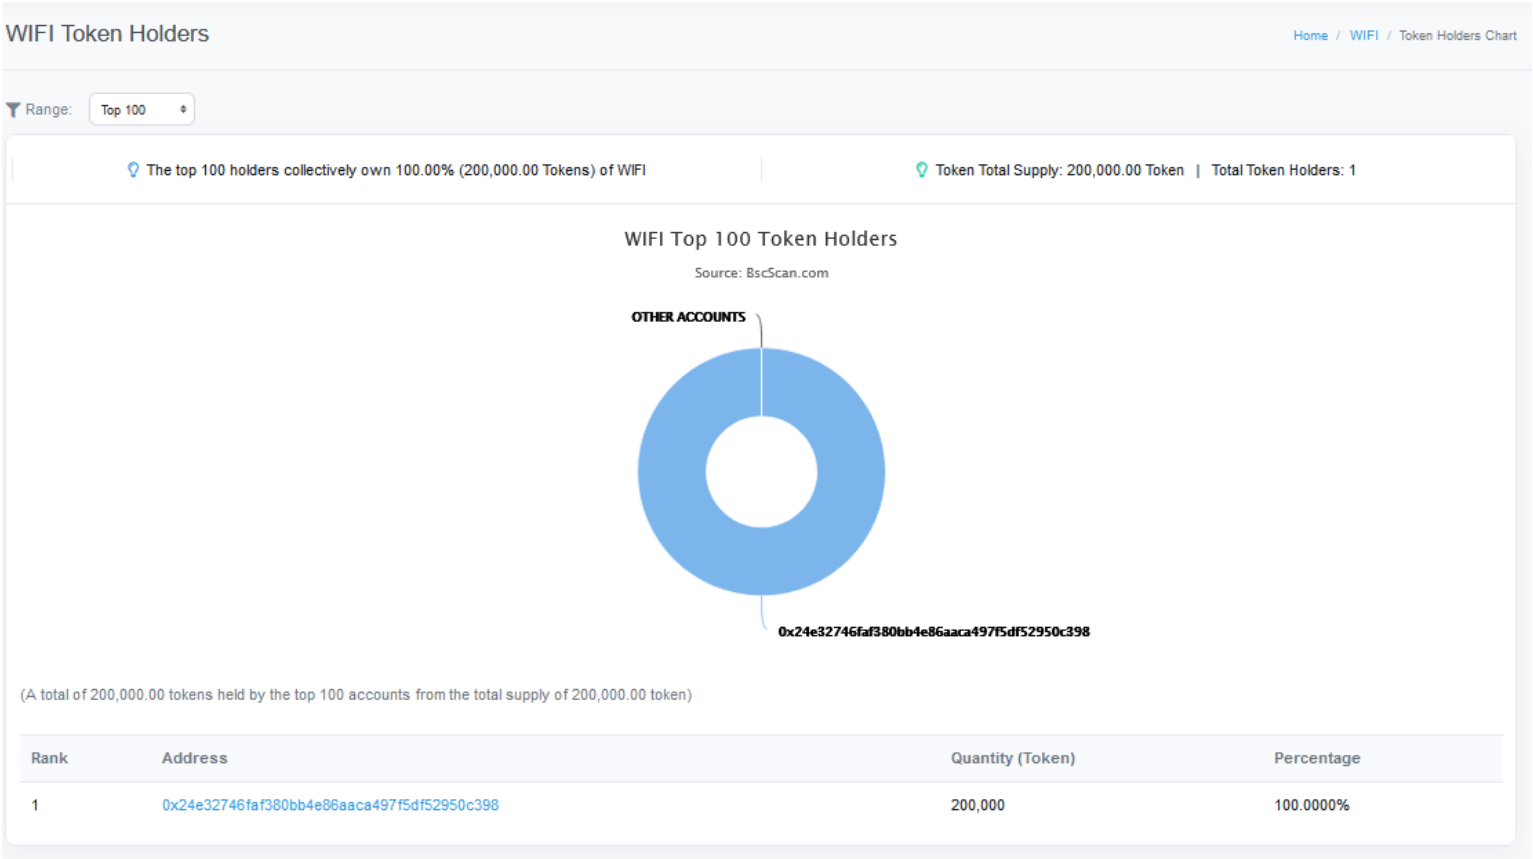 WIFI Token Holders
Home / WIFI / Token Holders Chart
Range: Top 100
The top 100 holders collectively own 100.00% (200,000.00 Tokens) of WIFI
Token Total Supply: 200,000.00 Token | Total Token Holders: 1
WIFI Top 100 Token Holders
Source: BscScan.com
OTHER ACCOUNTS
0x24e32746faf380bb4e86aaca497f5df52950c398
(A total of 200,000.00 tokens held by the top 100 accounts from the total supply of 200,000.00 token)
Rank Address Quantity (Token) Percentage
1 0x24e32746faf380bb4e86aaca497f5df52950c398 200,000 100.0000%